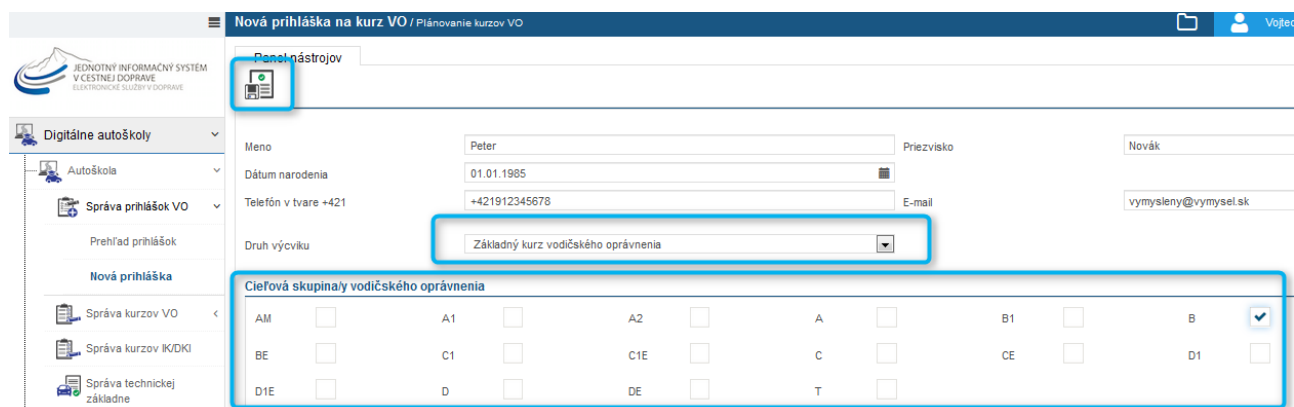 Nová prihláška na kurz VO / Plánovanie kurzov VO
Vojtec
JEDNOTNÝ INFORMAČNÝ SYSTÉM
V CESTNEJ DOPRAVE
ELEKTRONICKÉ SLUŽBY V DOPRAVE
Panel nástrojov
Digitálne autoškoly
Autoškola
Správa prihlášok VO
Prehľad prihlášok
Nová prihláška
Správa kurzov VO
Správa kurzov IK/DKI
Správa technickej
základne
Meno Peter Priezvisko Novák
Dátum narodenia 01.01.1985
Telefón v tvare +421 +421912345678 E-mail vymysleny@vymysel.sk
Druh výcviku Základný kurz vodičského oprávnenia
Cieľová skupina/y vodičského oprávnenia
AM A1 A2 A B1 B
BE C1 C1E C CE D1
D1E D DE T